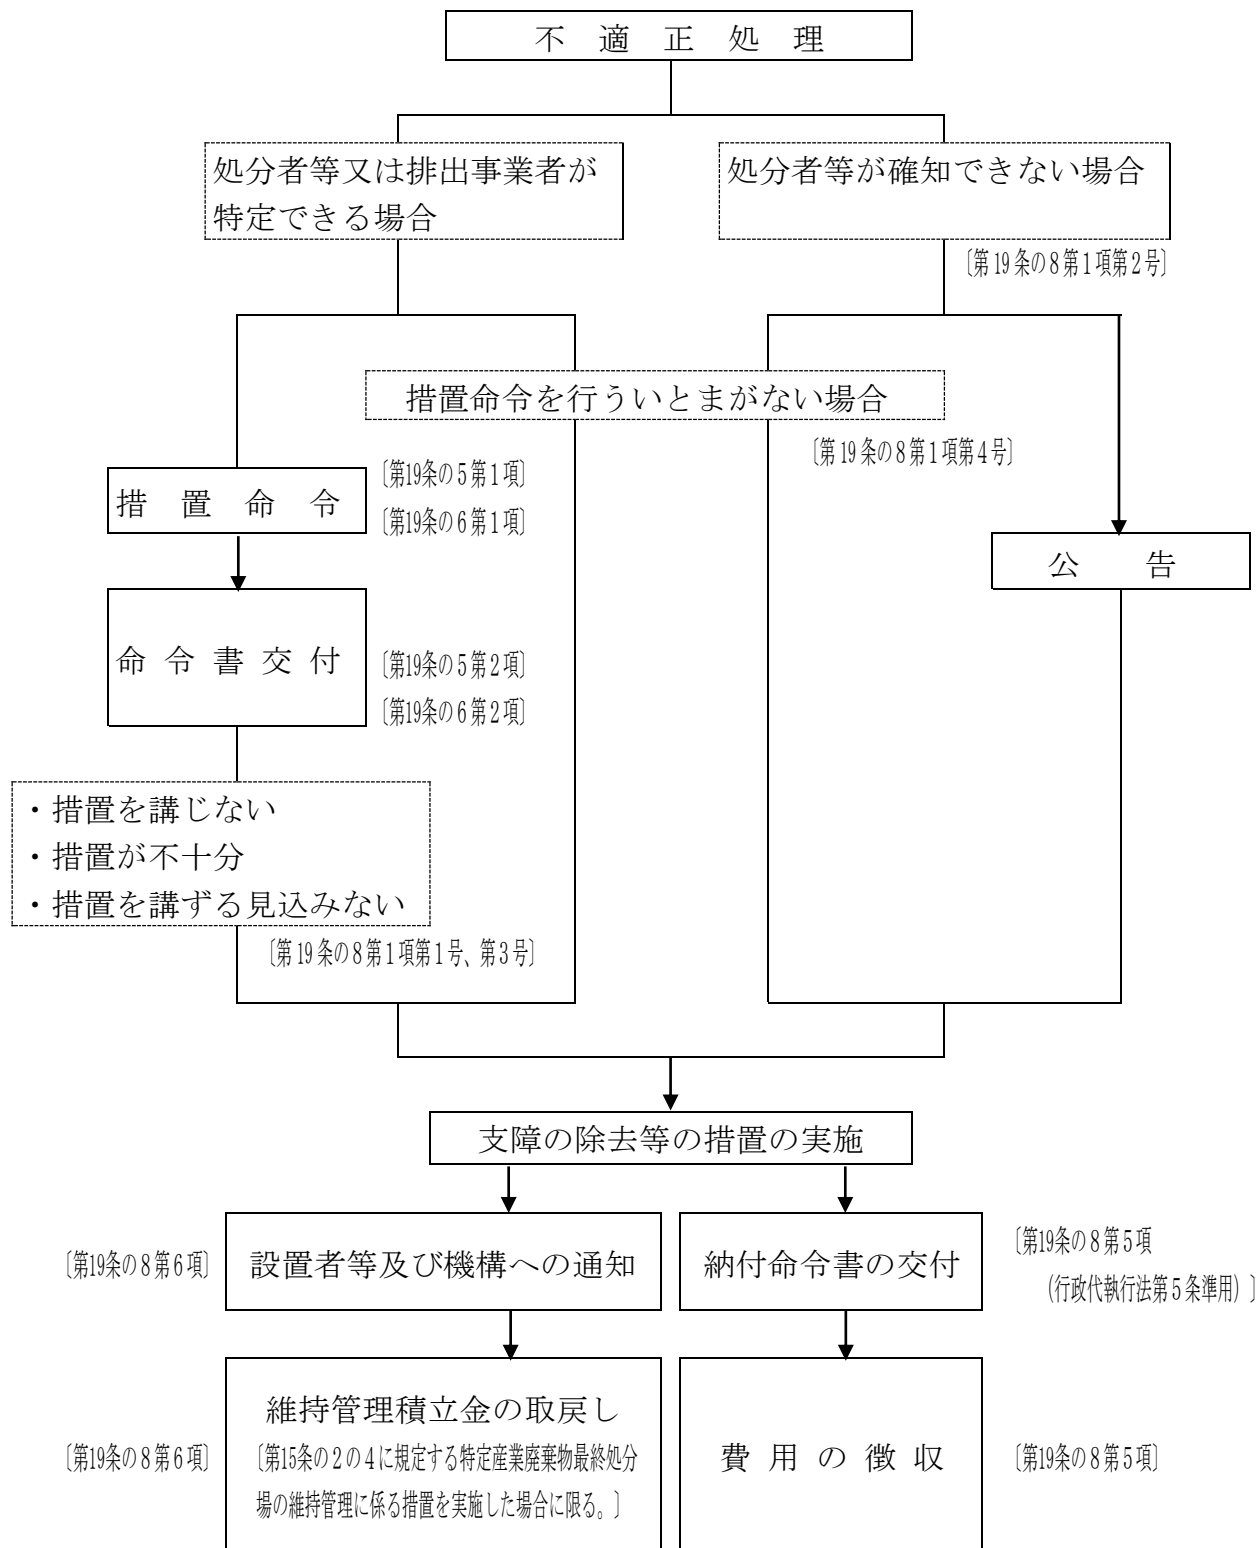 不適正処理
処分者等又は排出事業者が
特定できる場合
処分者等が確知できない場合
〔第19条の8第1項第2号〕
措置命令を行ういとまがない場合
〔第19条の8第1項第4号〕
措置命令
〔第19条の5第1項〕
〔第19条の6第1項〕
公告
命令書交付
〔第19条の5第2項〕
〔第19条の6第2項〕
・措置を講じない
・措置が不十分
・措置を講ずる見込みない
〔第19条の8第1項第1号、第3号〕
支障の除去等の措置の実施
〔第19条の8第6項〕
設置者等及び機構への通知
納付命令書の交付
〔第19条の8第5項
(行政代執行法第5条準用)〕
〔第19条の8第6項〕
維持管理積立金の取戻し
〔第15条の2の4に規定する特定産業廃棄物最終処分
場の維持管理に係る措置を実施した場合に限る。〕
費用の徴収
〔第19条の8第5項〕